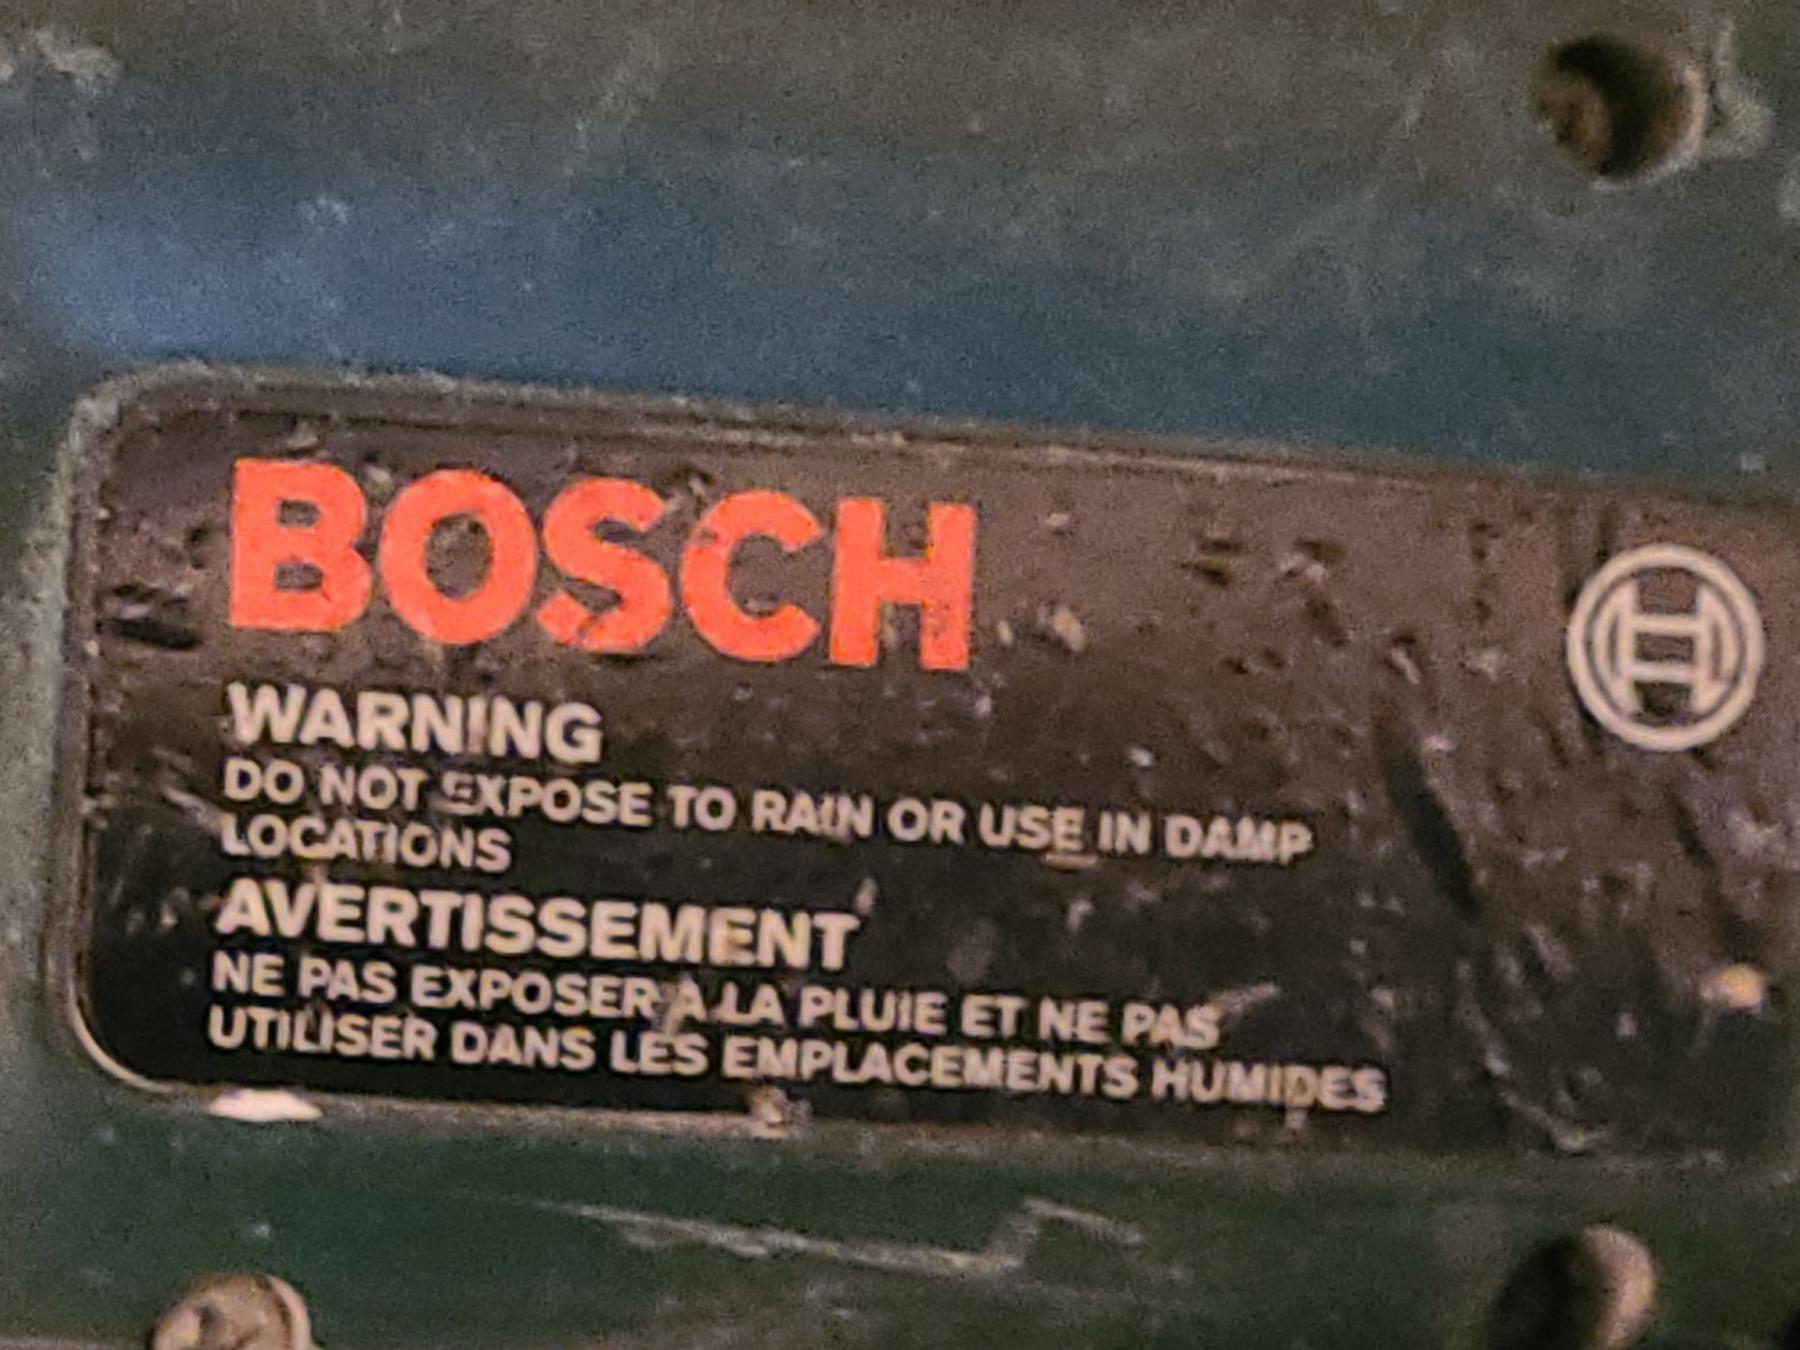 BOSCH
WARNING
DO NOT EXPOSE TO RAIN OR USE IN DAMP
LOCATIONS
AVERTISSEMENT
NE PAS EXPOSER A LA PLUIE ET NE PAS
UTILISER DANS LES EMPLACEMENTS HUMIDES